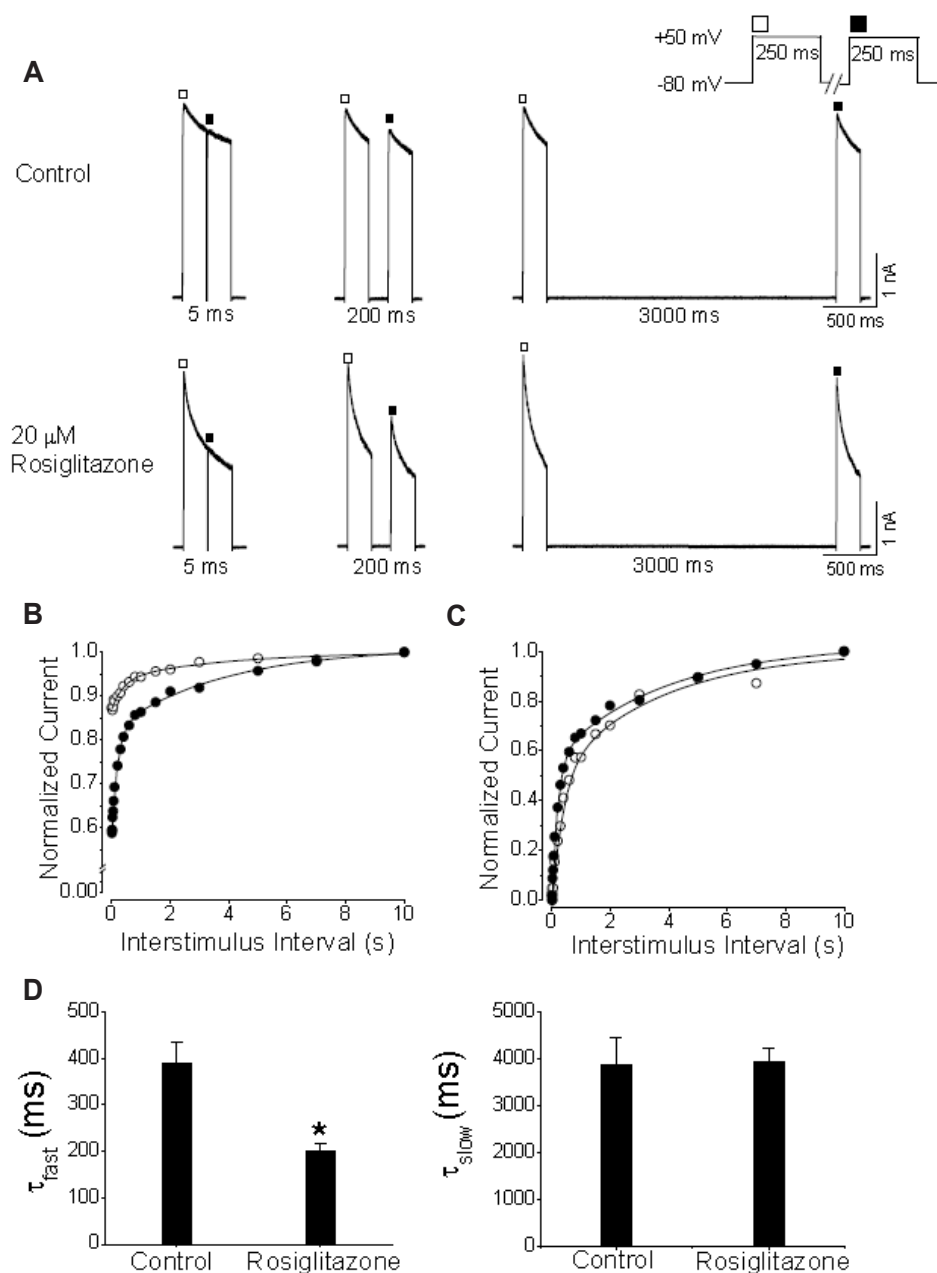 A
+50 mV
250 ms
250 ms
-80 mV
Control
5 ms
200 ms
3000 ms
1 nA
500 ms
20 μM
Rosiglitazone
5 ms
200 ms
3000 ms
1 nA
500 ms
B
Normalized Current
1.0
0.9
0.8
0.7
0.6
0.00
0 2 4 6 8 10
Interstimulus Interval (s)
C
Normalized Current
1.0
0.8
0.6
0.4
0.2
0.0
0 2 4 6 8 10
Interstimulus Interval (s)
D
τfast (ms)
500
400
300
200
100
0
*
Control Rosiglitazone
τslow (ms)
5000
4000
3000
2000
1000
0
Control Rosiglitazone